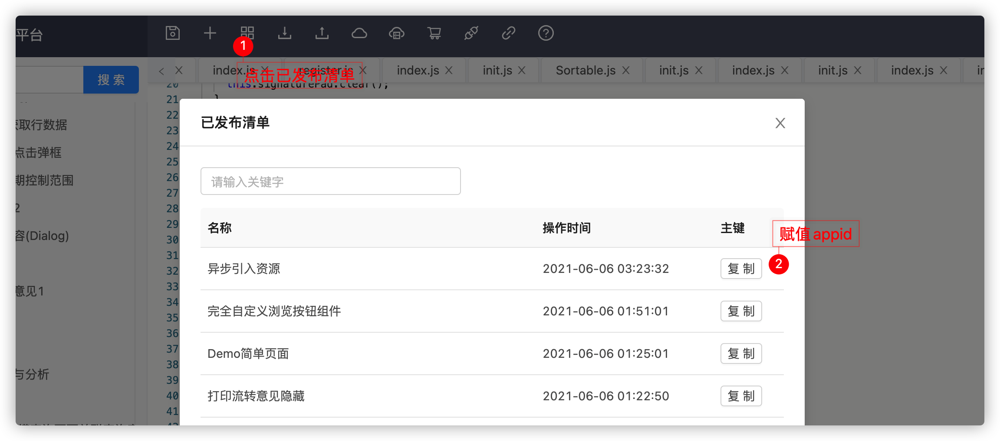 平台
1
index.js
register.js
index.js
init.js
Sortable.js
init.js
index.js
init.js
index.js
点击已发布清单
搜 索
取行数据
点击弹框
期控制范围
2
容(Dialog)
意见1
与分析
20 this.signaturePad.clear();
21 }
22
23
24
25
26
27
28
29
30
31
32
33
34
35
36
37
38
39
40
41
已发布清单
请输入关键字
名称 操作时间 主键
赋值appid
异步引入资源 2021-06-06 03:23:32 复 制
2
完全自定义浏览按钮组件 2021-06-06 01:51:01 复 制
Demo简单页面 2021-06-06 01:25:01 复 制
打印流转意见隐藏 2021-06-06 01:22:50 复 制